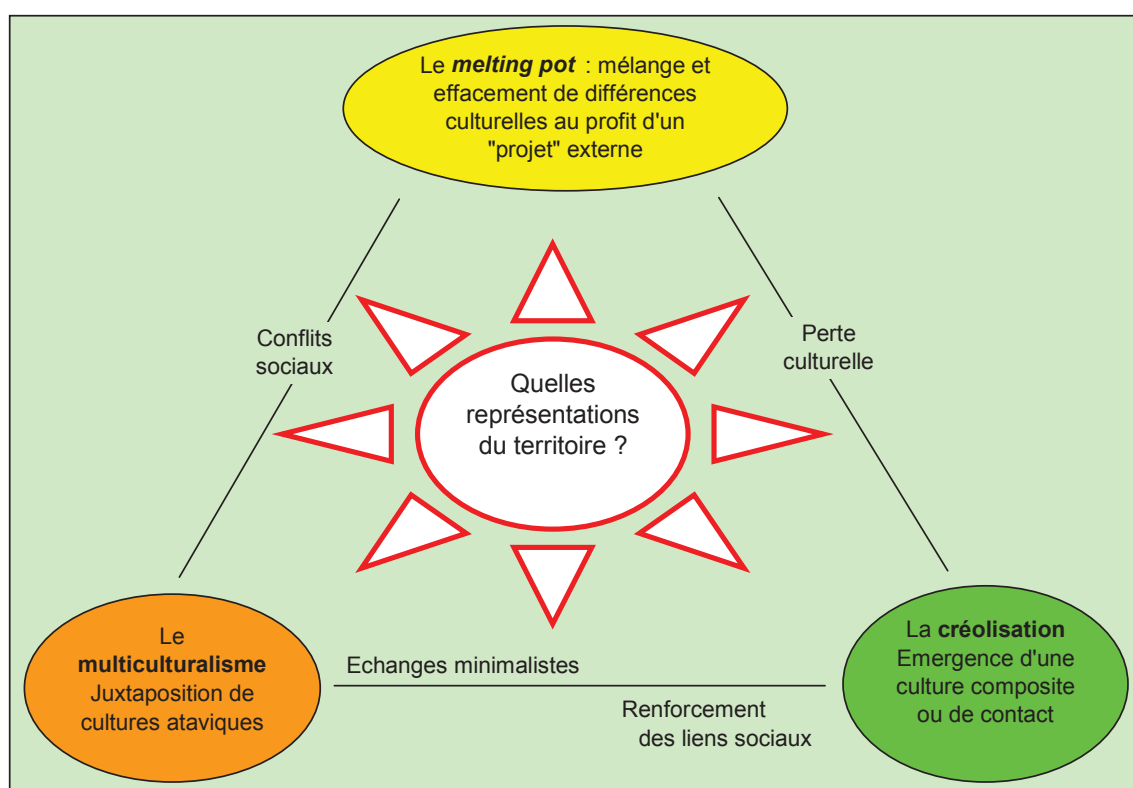 Le melting pot : mélange et
effacement de différences
culturelles au profit d'un
"projet" externe
Conflits
sociaux
Perte
culturelle
Quelles
représentations
du territoire ?
Le
multiculturalisme
Juxtaposition de
cultures ataviques
Echanges minimalistes
Renforcement
des liens sociaux
La créolisation
Emergence d'une
culture composite
ou de contact